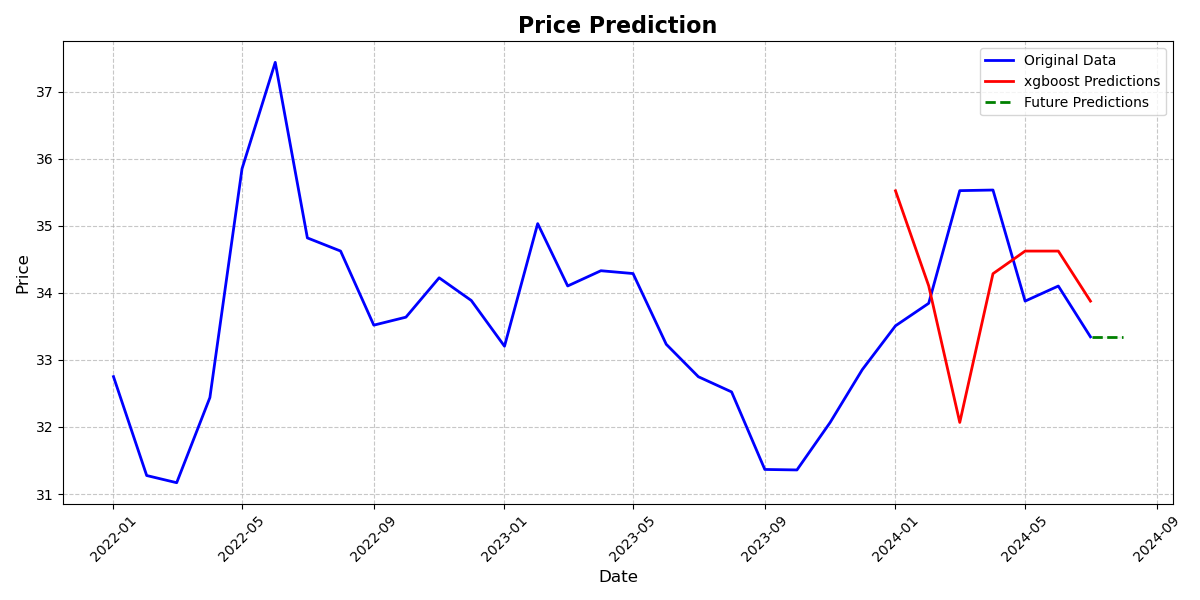 Price Prediction
Original Data
xgboost Predictions
Future Predictions
Price
37
36
35
34
33
32
31
2022-01
2022-05
2022-09
2023-01
2023-05
2023-09
2024-01
2024-05
2024-09
Date